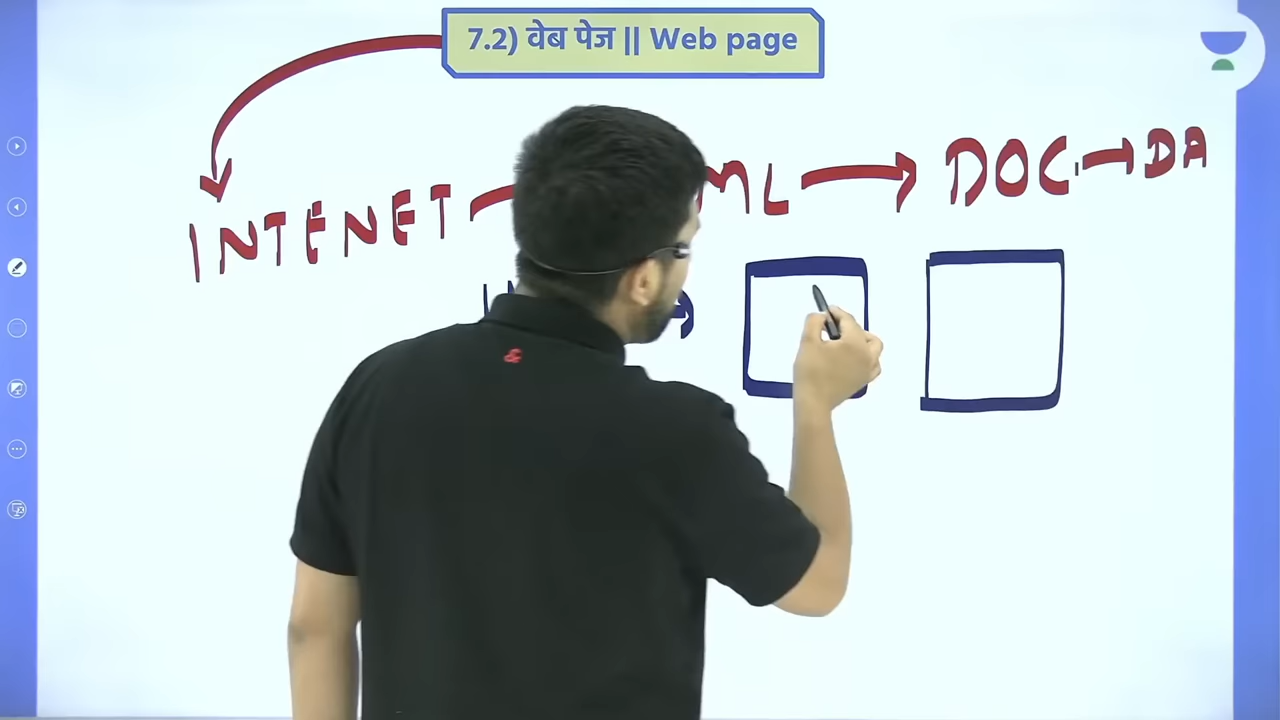 7.2) वेब पेज || Web page
INTENET ML DOC. DA